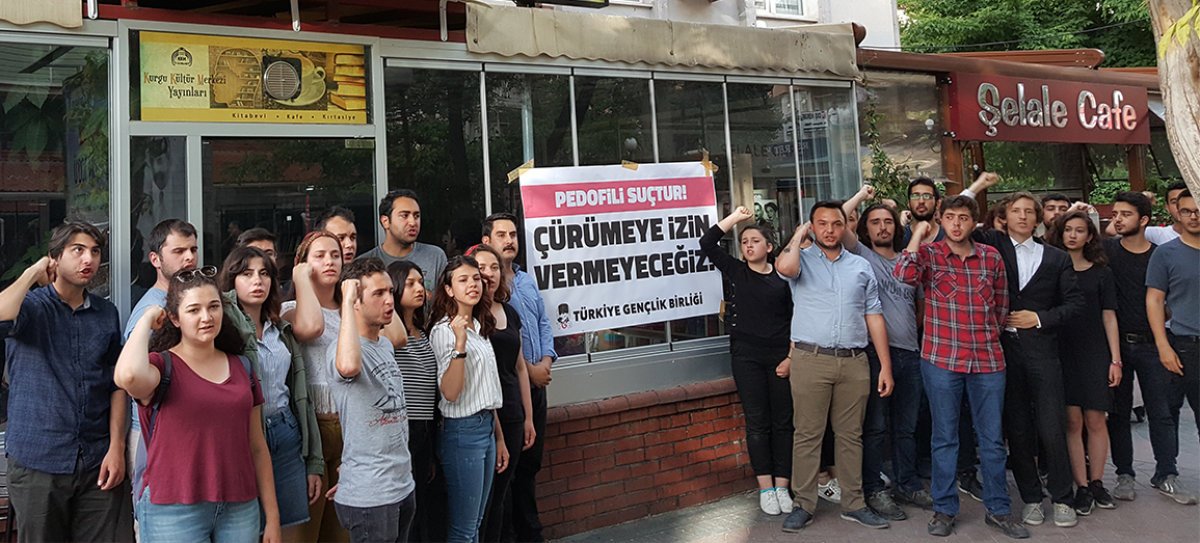 Kurgu Kültür Merkezi
Yayınları
Kitabevi - Kafe - Kırtasiye
PEDOFİLİ SUÇTUR!
ÇÜRÜMEYE İZİN
VERMEYECEĞİZ!
TÜRKİYE GENÇLİK BİRLİĞİ
Şelale Cafe